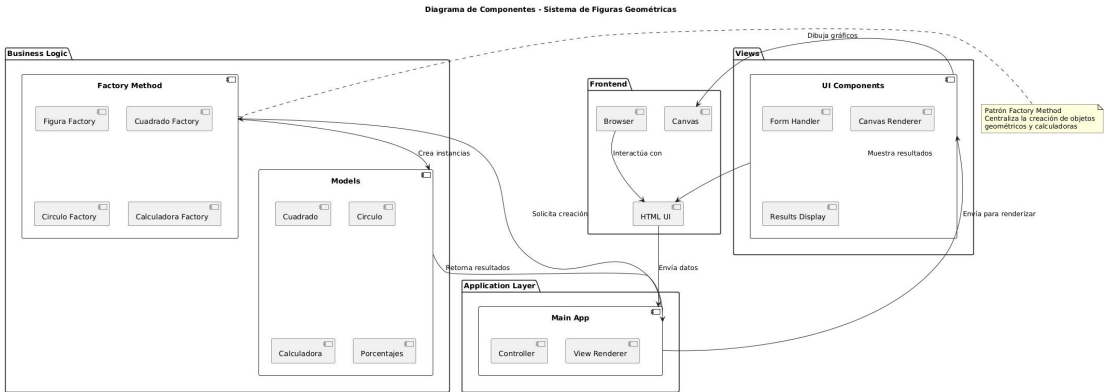 Diagrama de Componentes - Sistema de Figuras Geométricas
Business Logic
Factory Method
Figura Factory
Cuadrado Factory
Circulo Factory
Calculadora Factory
Crea instancias
Models
Cuadrado
Circulo
Calculadora
Porcentajes
Retorna resultados
Solicita creación
Frontend
Browser
Canvas
Interactúa con
HTML UI
Envía datos
Application Layer
Main App
Controller
View Renderer
Dibuja gráficos
Views
UI Components
Form Handler
Canvas Renderer
Muestra resultados
Results Display
Envía para renderizar
Patrón Factory Method
Centraliza la creación de objetos
geométricos y calculadoras